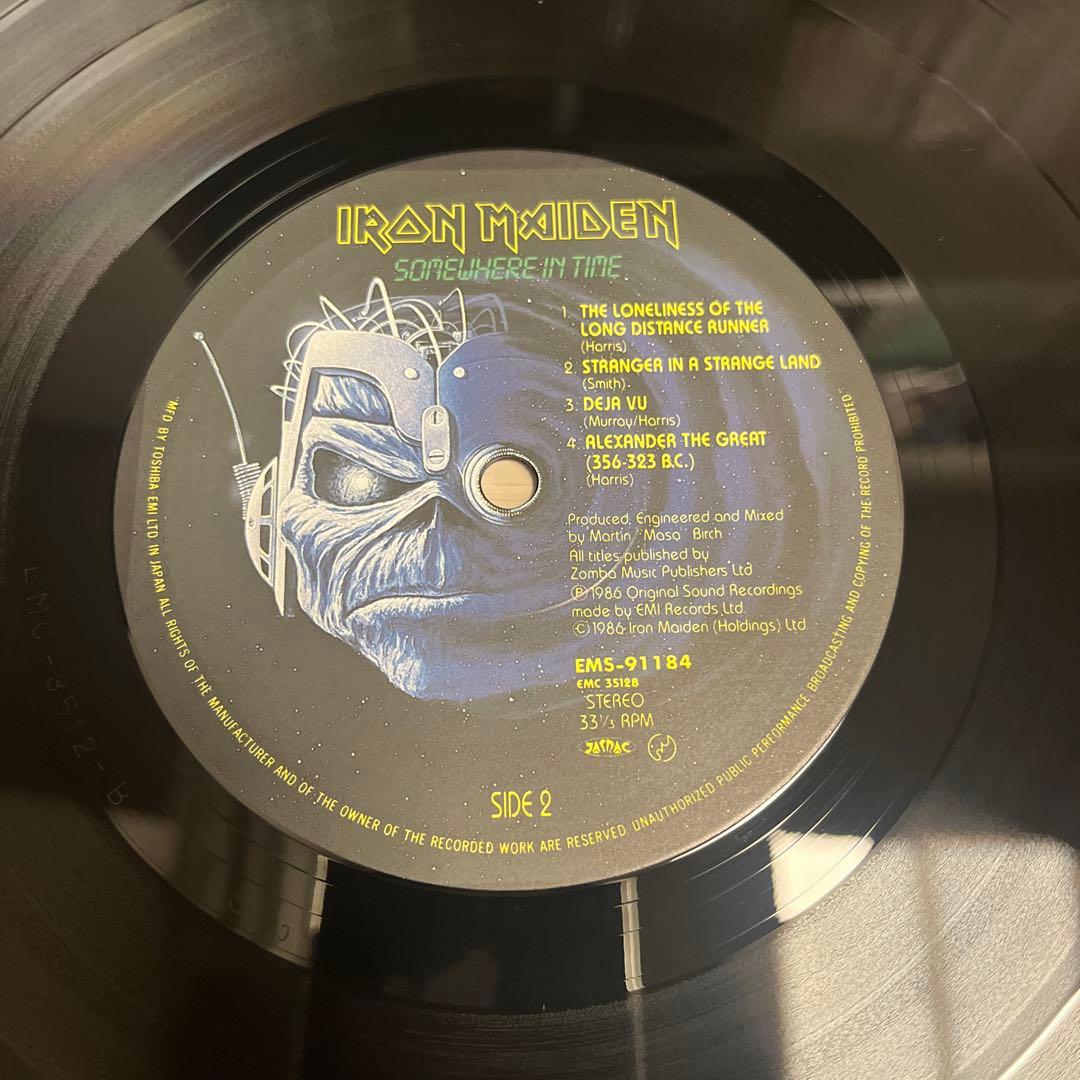 IRON MAIDEN
SOMEWHERE IN TIME
1. THE LONELINESS OF THE
LONG DISTANCE RUNNER
(Harris)
2. STRANGER IN A STRANGE LAND
(Smith)
3. DEJA VU
(Murray/Harris)
4. ALEXANDER THE GREAT
(356-323 B.C.)
(Harris)
Produced, Engineered and Mixed
by Martin "Masa" Birch
All titles published by
Zomba Music Publishers Ltd
Ⓟ1986 Original Sound Recordings
made by EMI Records Ltd.
Ⓒ1986 Iron Maiden (Holdings) Ltd
EMS-91184
EMC 3512B
STEREO
33⅓ RPM
JASRAC
SIDE 2
MFD BY TOSHIBA EMI LTD IN JAPAN ALL RIGHTS OF THE MANUFACTURER AND OF THE OWNER OF THE RECORDED WORK ARE RESERVED UNAUTHORIZED PUBLIC PERFORMANCE BROADCASTING AND COPYING OF THE RECORD PROHIBITED
EMC-3512-B